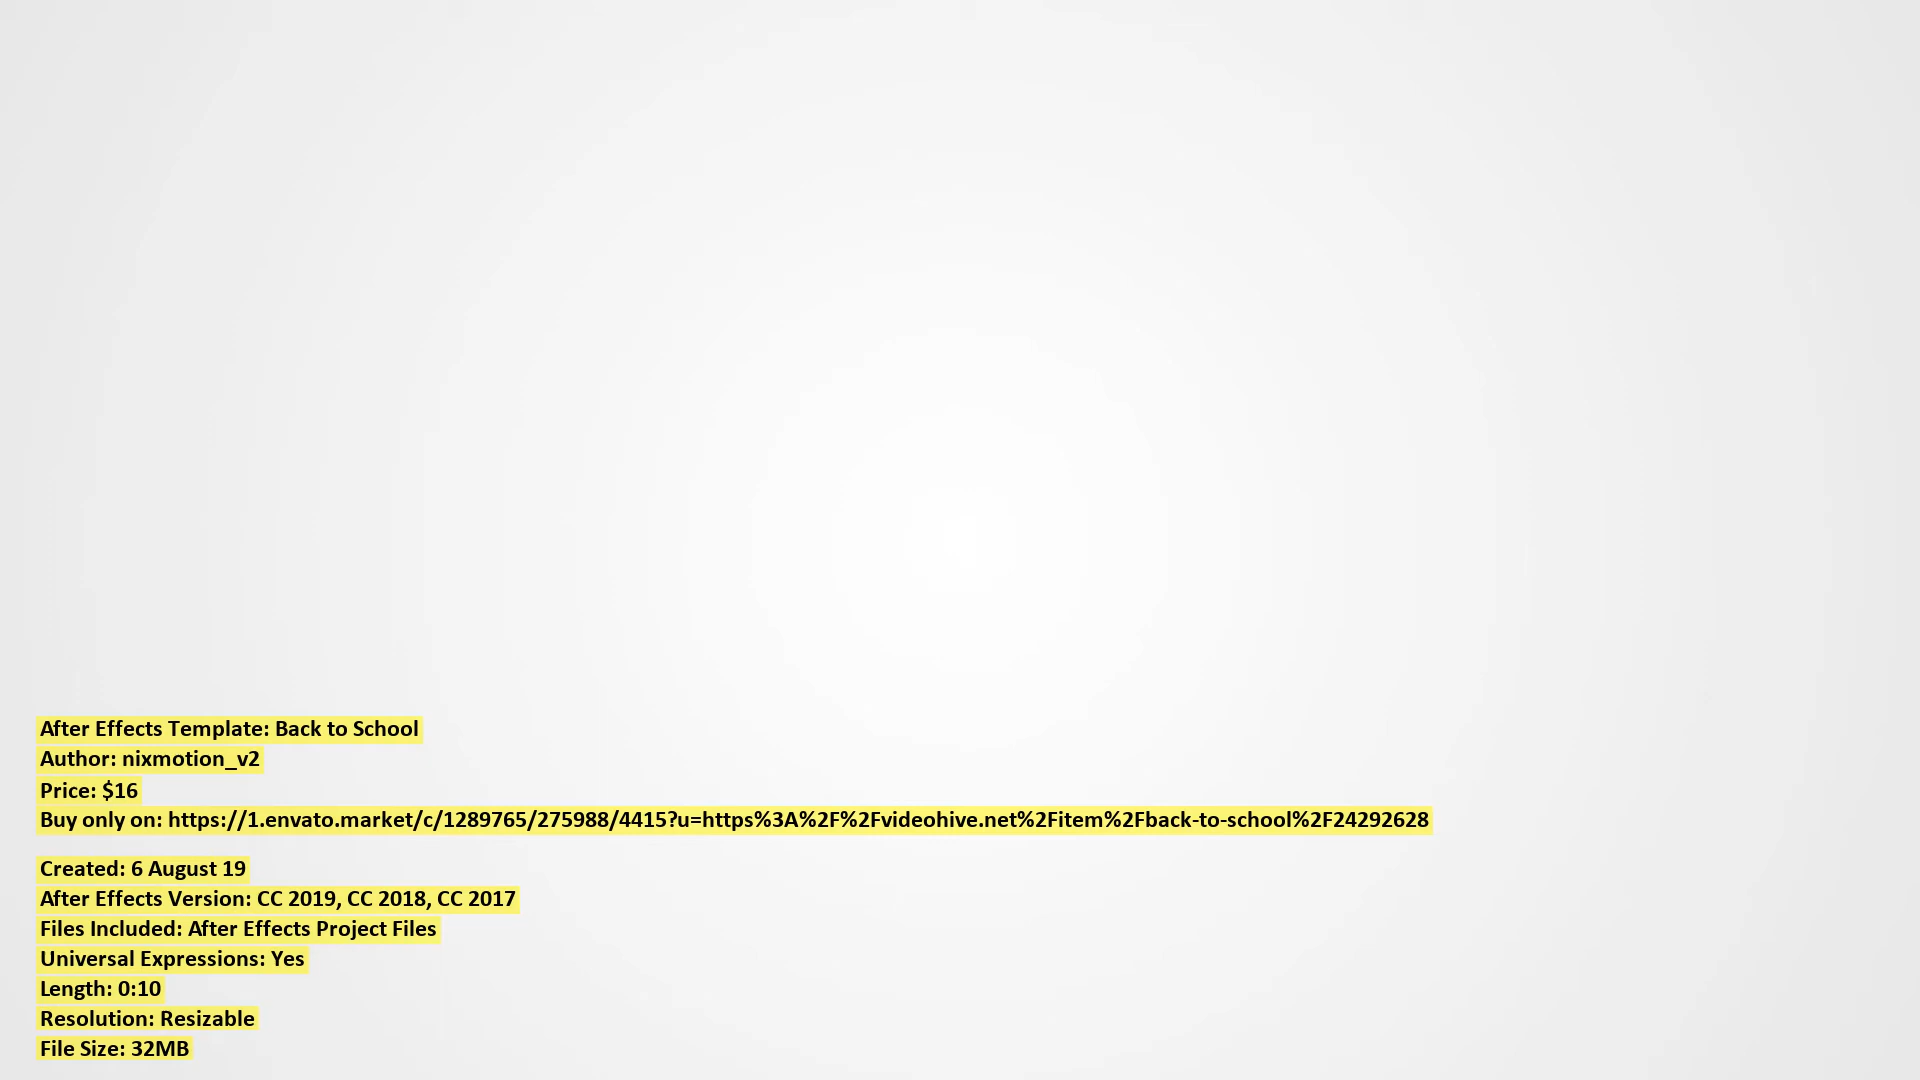 After Effects Template: Back to School
Author: nixmotion_v2
Price: $16
Buy only on: https://1.envato.market/c/1289765/275988/4415?u=https%3A%2F%2Fvideohive.net%2Fitem%2Fback-to-school%2F24292628
Created: 6 August 19
After Effects Version: CC 2019, CC 2018, CC 2017
Files Included: After Effects Project Files
Universal Expressions: Yes
Length: 0:10
Resolution: Resizable
File Size: 32MB